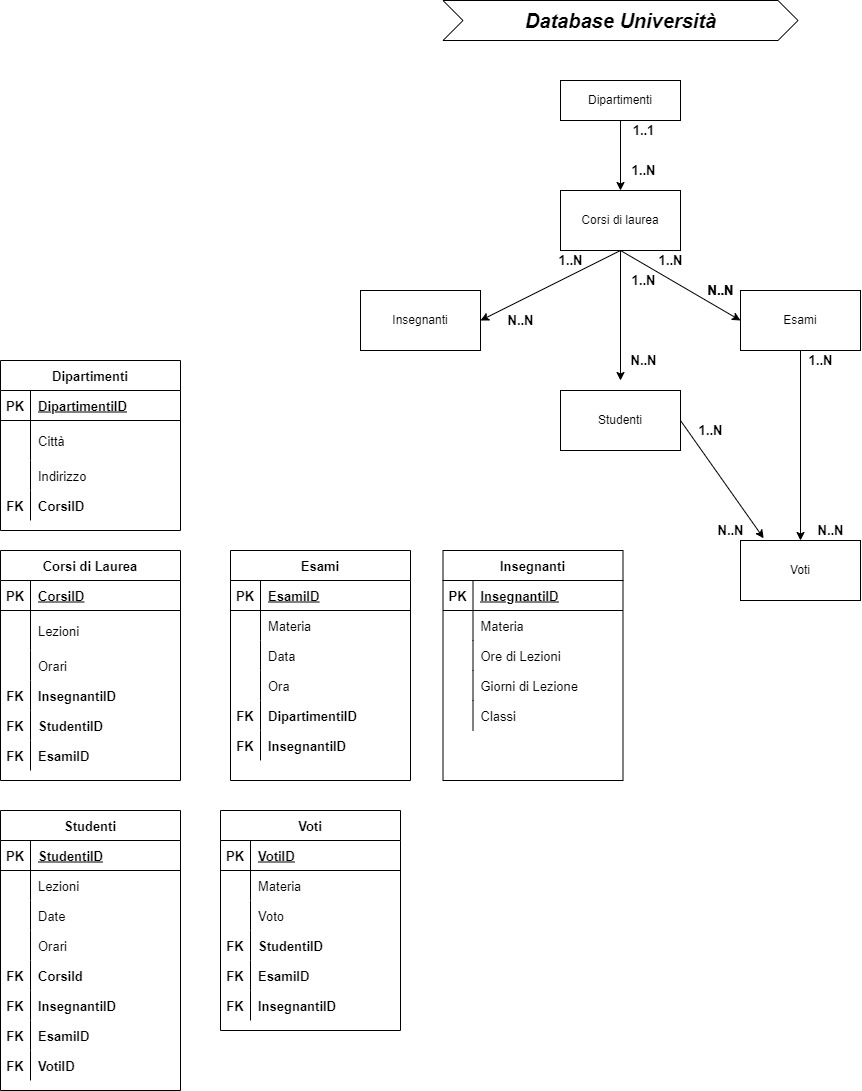 Database Università
Dipartimenti
1..1
1..N
Corsi di laurea
1..N
1..N
1..N
Insegnanti
N..N
N..N
Esami
N..N
1..N
Studenti
1..N
N..N
N..N
Voti
Dipartimenti
PK DipartimentiID
Città
Indirizzo
FK CorsiID
Corsi di Laurea
PK CorsiID
Lezioni
Orari
FK InsegnantiID
FK StudentiID
FK EsamiID
Esami
PK EsamiID
Materia
Data
Ora
FK DipartimentiID
FK InsegnantiID
Insegnanti
PK InsegnantiID
Materia
Ore di Lezioni
Giorni di Lezione
Classi
Studenti
PK StudentiID
Lezioni
Date
Orari
FK CorsiId
FK InsegnantiID
FK EsamiID
FK VotiID
Voti
PK VotiID
Materia
Voto
FK StudentiID
FK EsamiID
FK InsegnantiID